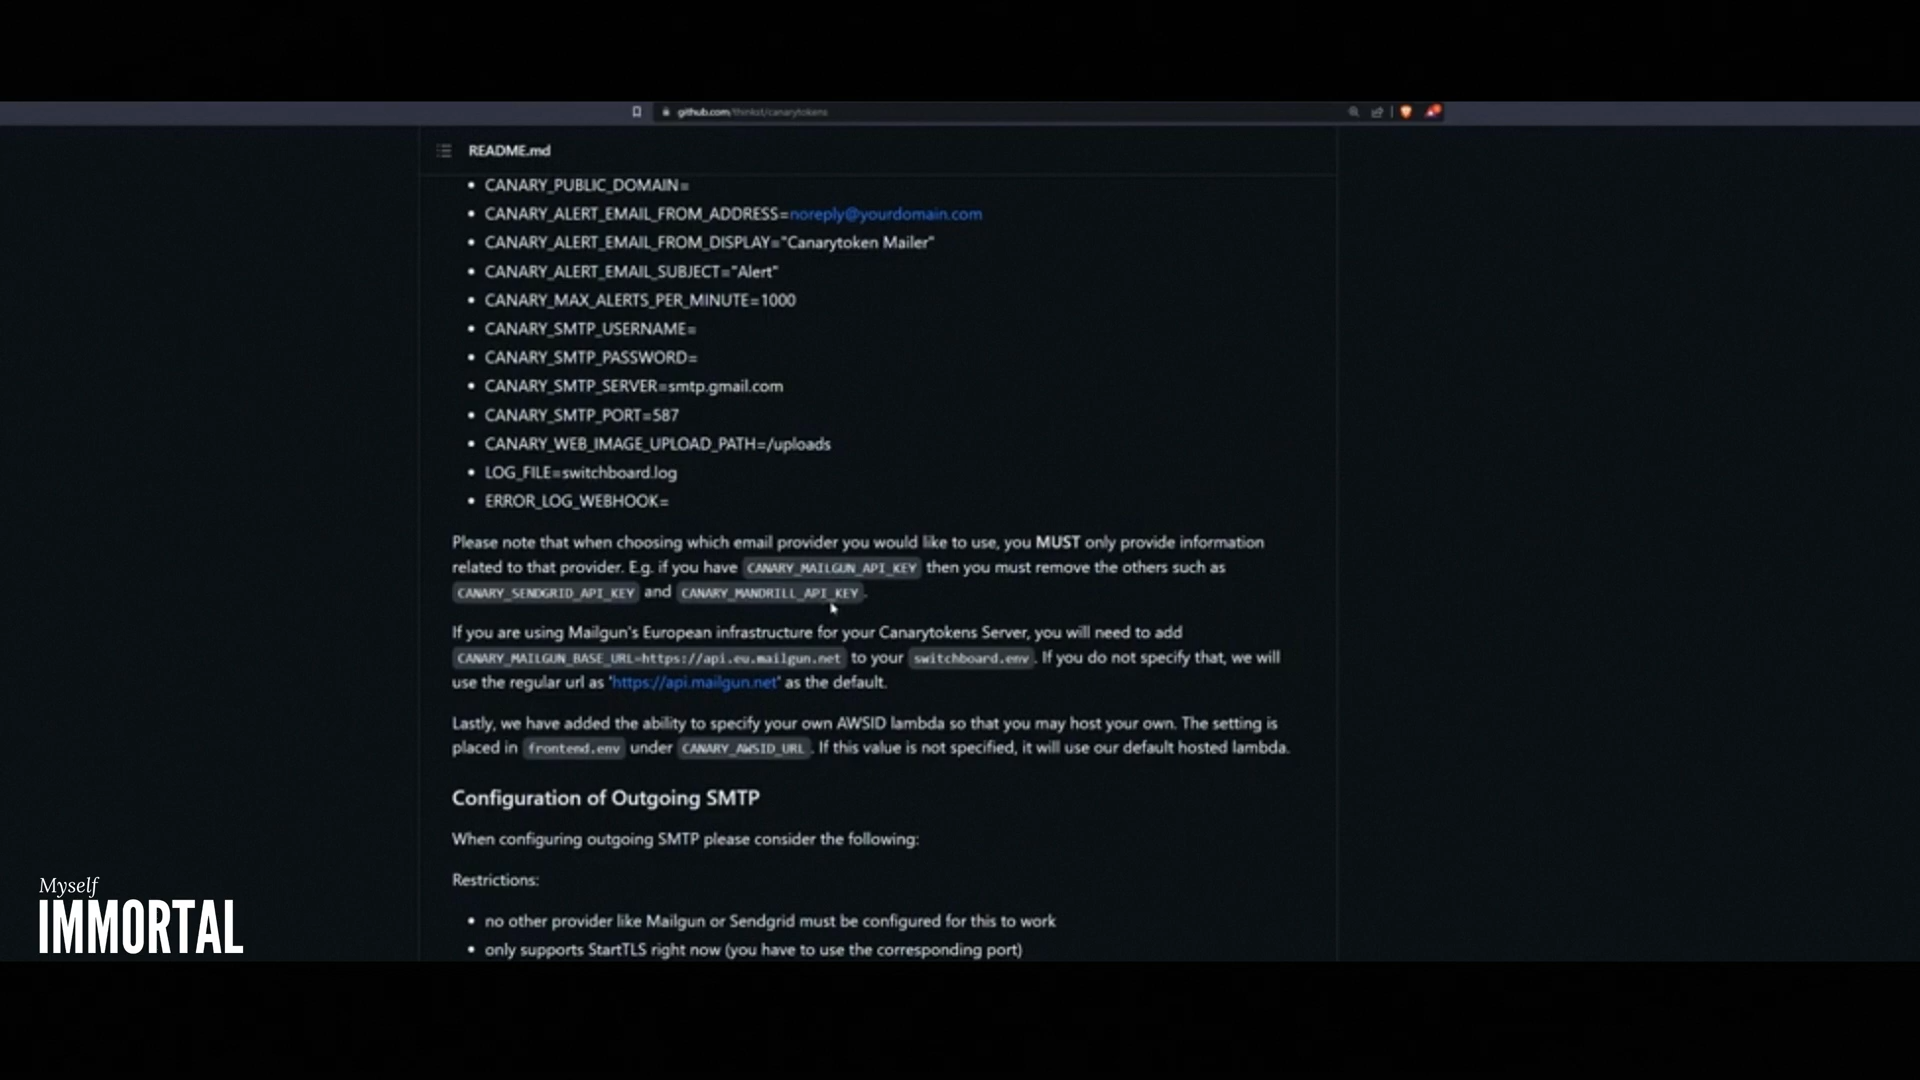 github.com/thinkst/canarytokens
README.md
• CANARY_PUBLIC_DOMAIN=
• CANARY_ALERT_EMAIL_FROM_ADDRESS=noreply@yourdomain.com
• CANARY_ALERT_EMAIL_FROM_DISPLAY="Canarytoken Mailer"
• CANARY_ALERT_EMAIL_SUBJECT="Alert"
• CANARY_MAX_ALERTS_PER_MINUTE=1000
• CANARY_SMTP_USERNAME=
• CANARY_SMTP_PASSWORD=
• CANARY_SMTP_SERVER=smtp.gmail.com
• CANARY_SMTP_PORT=587
• CANARY_WEB_IMAGE_UPLOAD_PATH=/uploads
• LOG_FILE=switchboard.log
• ERROR_LOG_WEBHOOK=
Please note that when choosing which email provider you would like to use, you MUST only provide information
related to that provider. E.g. if you have CANARY_MAILGUN_API_KEY then you must remove the others such as
CANARY_SENDGRID_API_KEY and CANARY_MANDRILL_API_KEY.
If you are using Mailgun's European infrastructure for your Canarytokens Server, you will need to add
CANARY_MAILGUN_BASE_URL=https://api.eu.mailgun.net to your switchboard.env. If you do not specify that, we will
use the regular url as 'https://api.mailgun.net' as the default.
Lastly, we have added the ability to specify your own AWSID lambda so that you may host your own. The setting is
placed in frontend.env under CANARY_AWSID_URL. If this value is not specified, it will use our default hosted lambda.
Configuration of Outgoing SMTP
When configuring outgoing SMTP please consider the following:
Restrictions:
• no other provider like Mailgun or Sendgrid must be configured for this to work
• only supports StartTLS right now (you have to use the corresponding port)
Myself
IMMORTAL